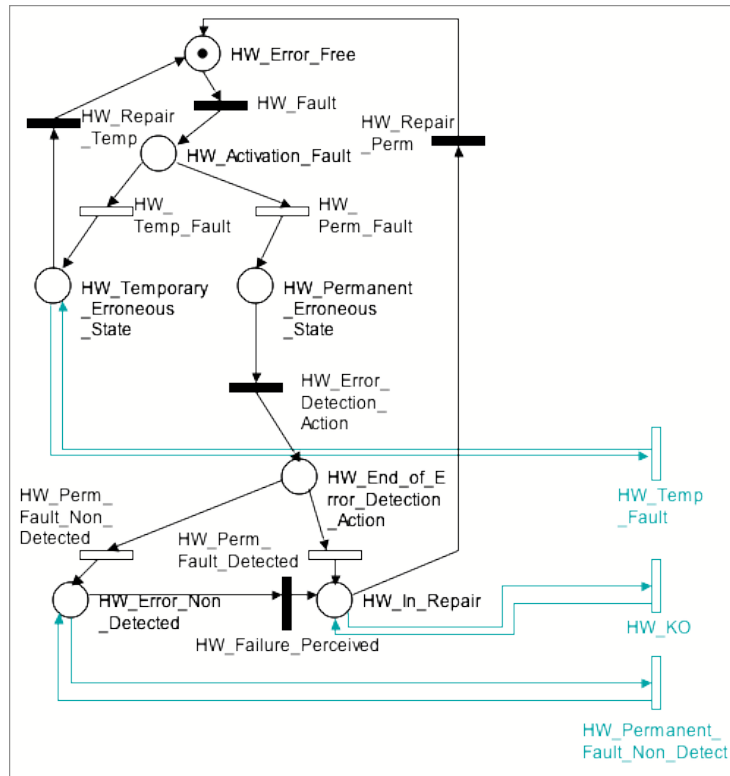 HW_Error_Free
HW_Fault
HW_Repair
_Temp
HW_Repair
_Perm
HW_Activation_Fault
HW_
Temp_Fault
HW_
Perm_Fault
HW_Temporary
_Erroneous
_State
HW_Permanent
_Erroneous
_State
HW_Error_
Detection_
Action
HW_End_of_E
rror_Detection
_Action
HW_Temp
_Fault
HW_Perm_
Fault_Non_
Detected
HW_Perm_
Fault_Detected
HW_Error_Non
_Detected
HW_In_Repair
HW_KO
HW_Failure_Perceived
HW_Permanent_
Fault_Non_Detect